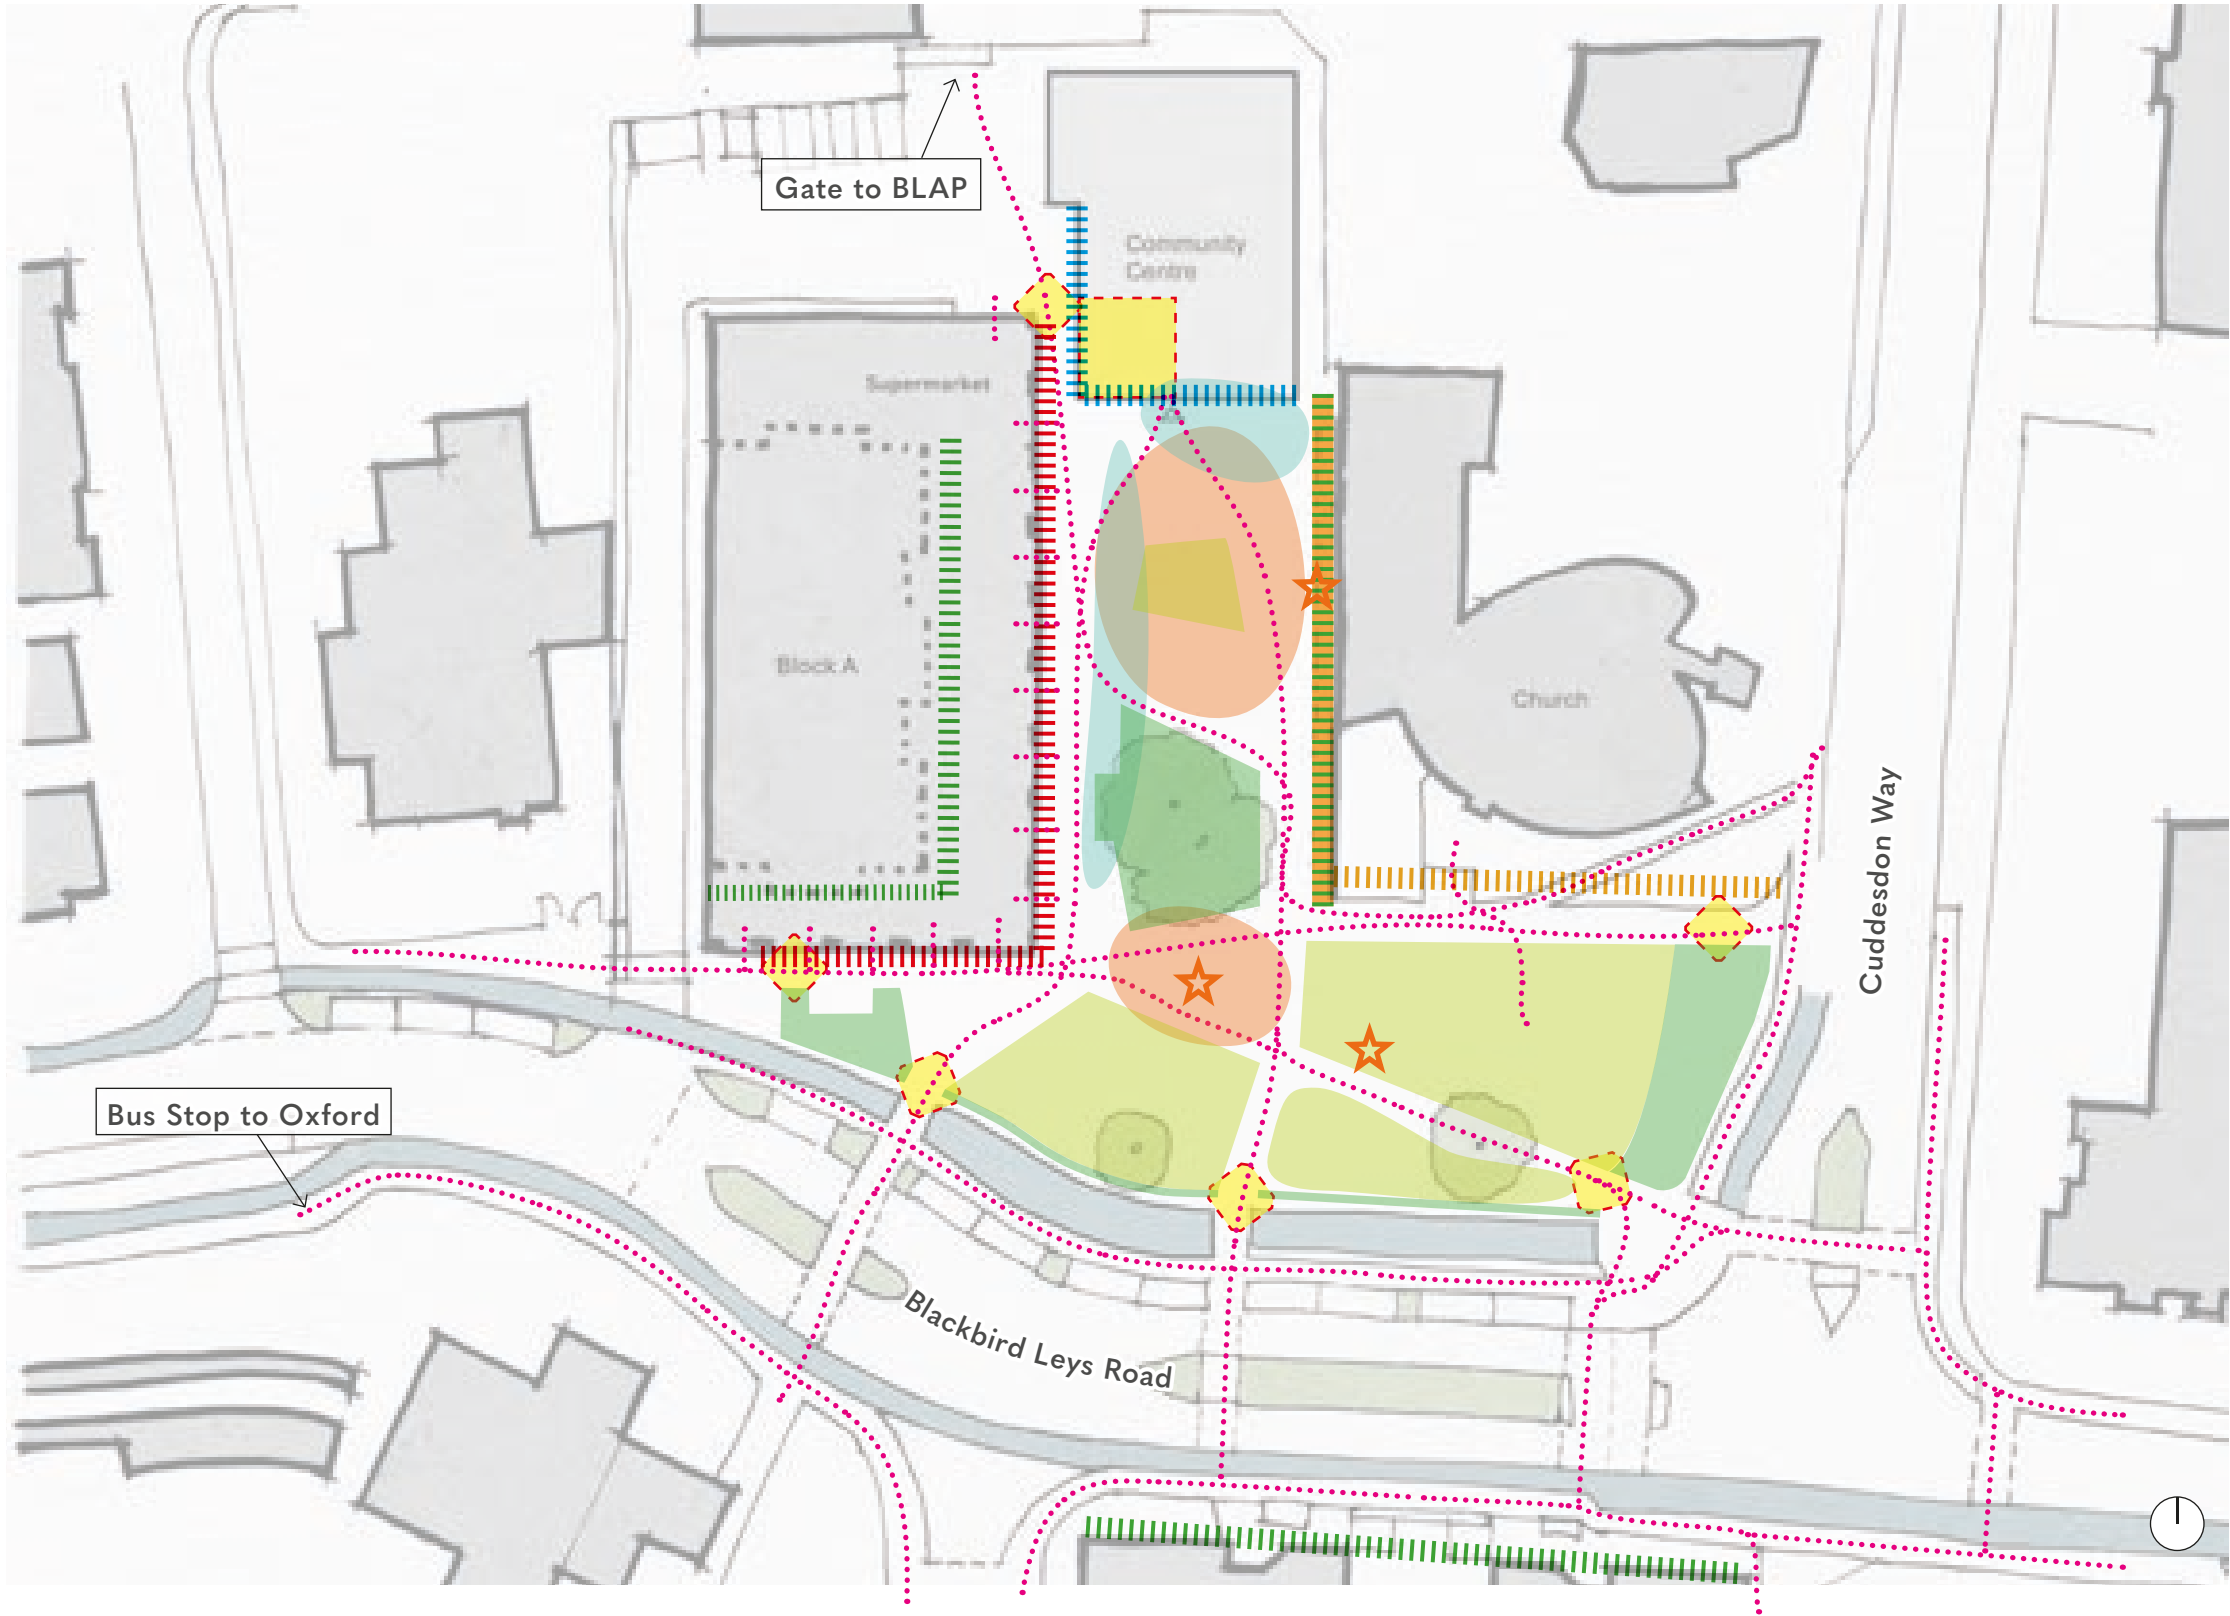 Gate to BLAP
Community
Centre
Supermarket
Block A
Church
Cuddesdon Way
Bus Stop to Oxford
Blackbird Leys Road